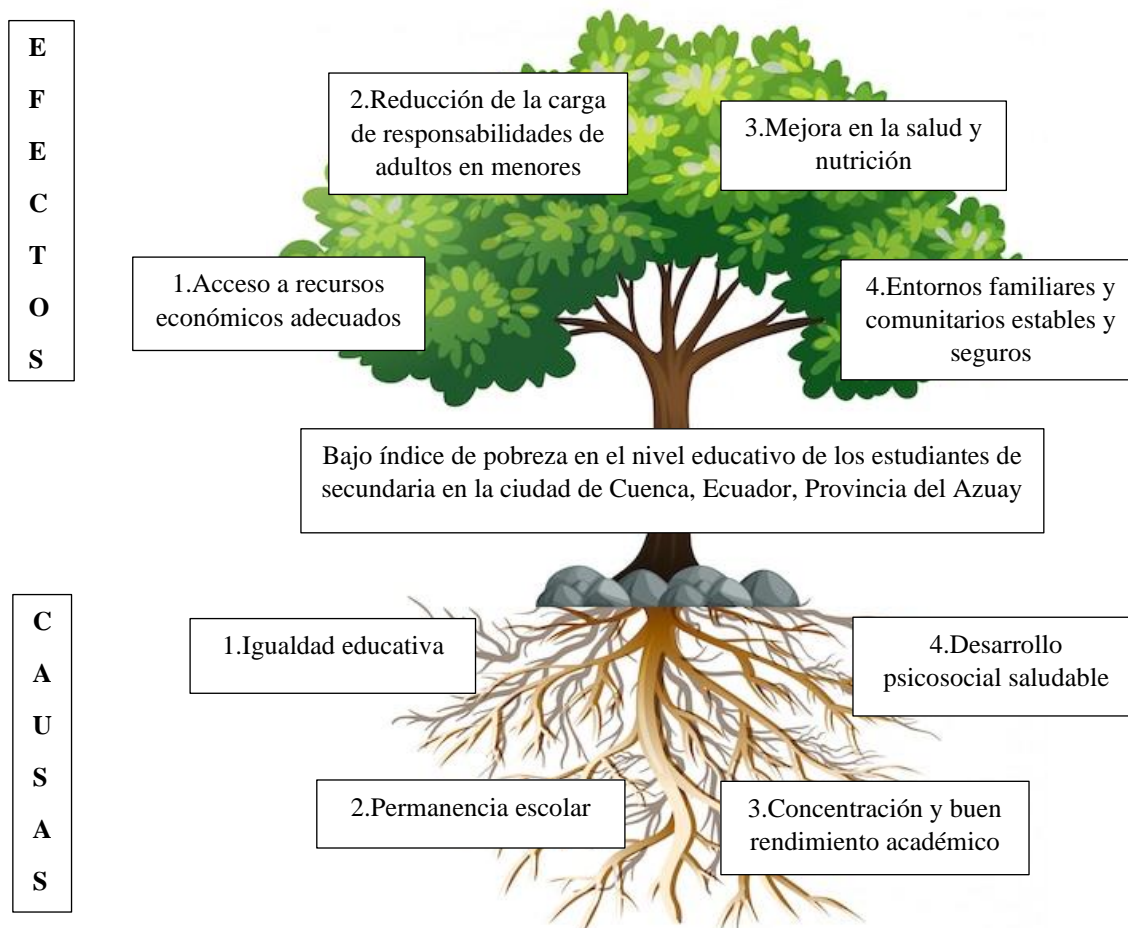 E
F
E
C
T
O
S
2.Reducción de la carga
de responsabilidades de
adultos en menores
3.Mejora en la salud y
nutrición
1.Acceso a recursos
económicos adecuados
4.Entornos familiares y
comunitarios estables y
seguros
Bajo índice de pobreza en el nivel educativo de los estudiantes de
secundaria en la ciudad de Cuenca, Ecuador, Provincia del Azuay
C
A
U
S
A
S
1.Igualdad educativa
4.Desarrollo
psicosocial saludable
2.Permanencia escolar
3.Concentración y buen
rendimiento académico